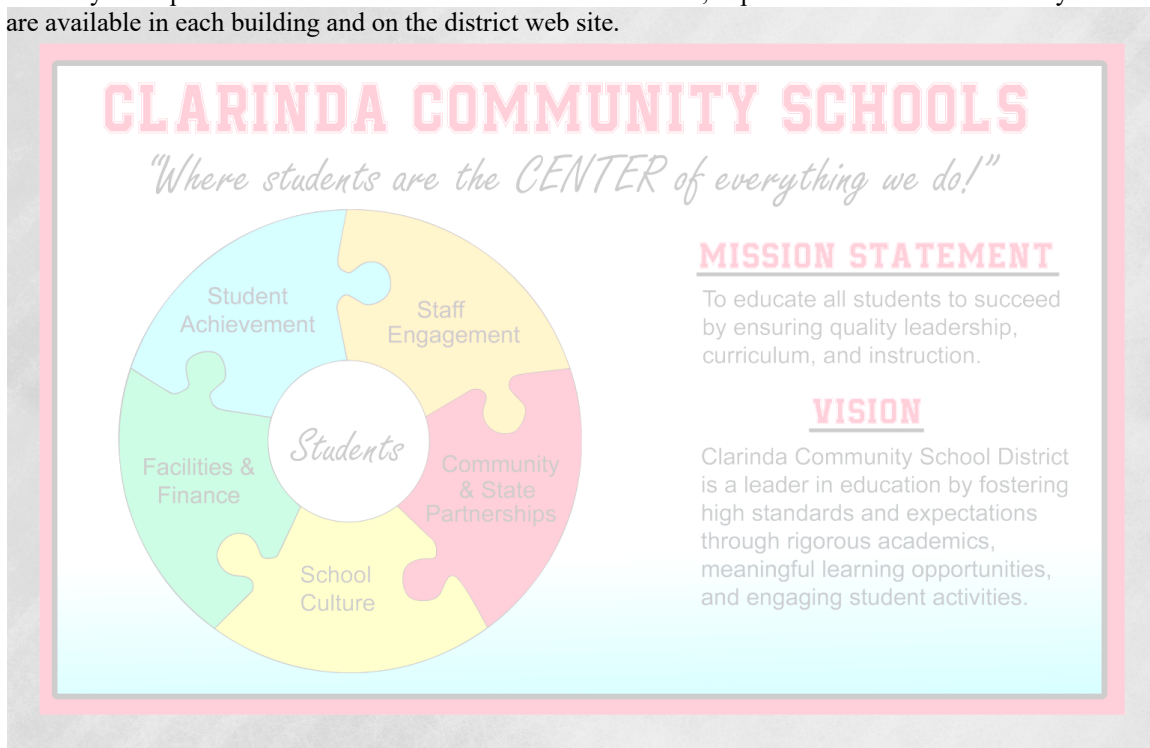 are available in each building and on the district web site.
CLARINDA COMMUNITY SCHOOLS
"Where students are the CENTER of everything we do!"
Student
Achievement
Staff
Engagement
Students
Facilities &
Finance
Community
& State
Partnerships
School
Culture
MISSION STATEMENT
To educate all students to succeed
by ensuring quality leadership,
curriculum, and instruction.
VISION
Clarinda Community School District
is a leader in education by fostering
high standards and expectations
through rigorous academics,
meaningful learning opportunities,
and engaging student activities.